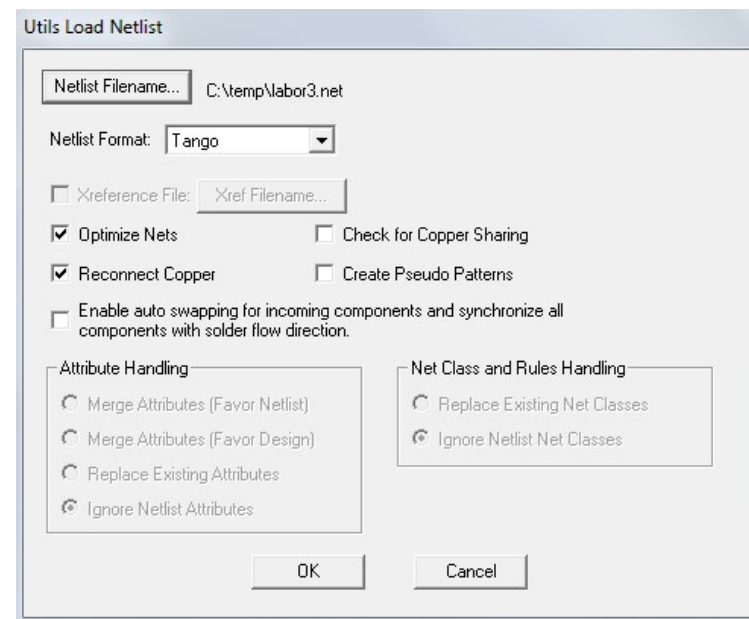 Utils Load Netlist
Netlist Filename... C:\temp\labor3.net
Netlist Format: Tango
Xreference File: Xref Filename...
Optimize Nets Check for Copper Sharing
Reconnect Copper Create Pseudo Patterns
Enable auto swapping for incoming components and synchronize all
components with solder flow direction.
Attribute Handling Net Class and Rules Handling
Merge Attributes (Favor Netlist) Replace Existing Net Classes
Merge Attributes (Favor Design) Ignore Netlist Net Classes
Replace Existing Attributes
Ignore Netlist Attributes
OK Cancel